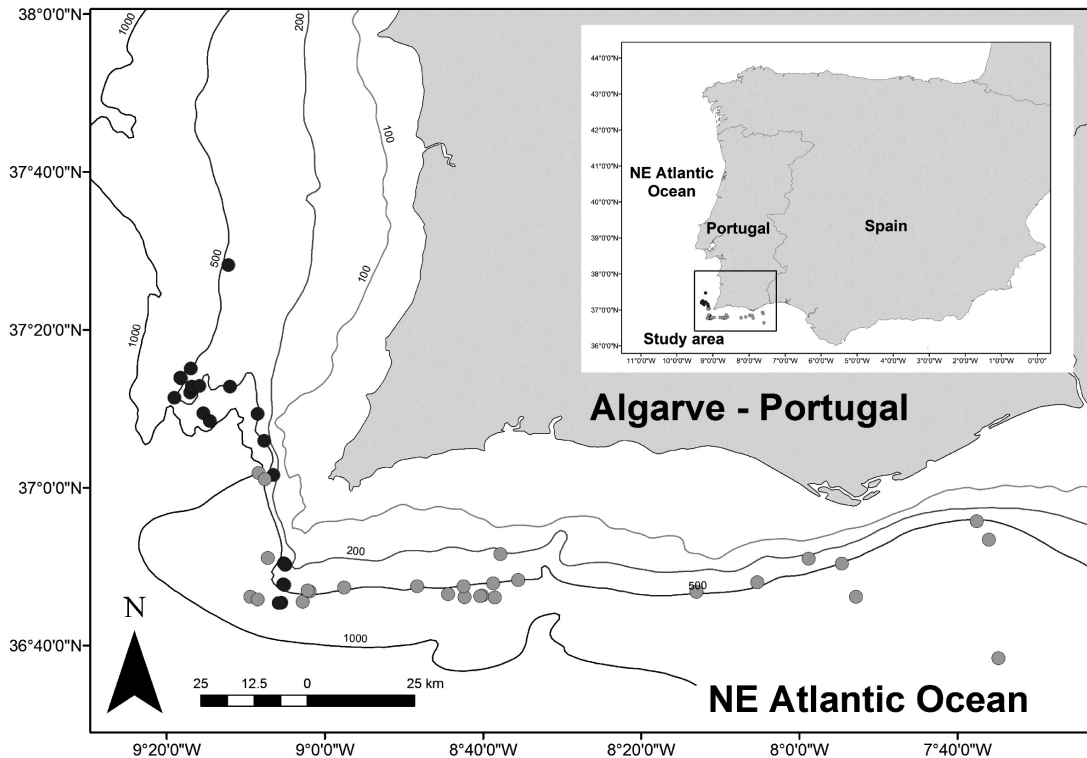 38°0'0"N
37°40'0"N
37°20'0"N
37°0'0"N
36°40'0"N
1000
200
100
500
100
1000
200
500
1000
44°0'0"N
43°0'0"N
42°0'0"N
41°0'0"N
40°0'0"N
39°0'0"N
38°0'0"N
37°0'0"N
36°0'0"N
NE Atlantic
Ocean
Portugal
Spain
Study area
11°0'0"W 10°0'0"W 9°0'0"W 8°0'0"W 7°0'0"W 6°0'0"W 5°0'0"W 4°0'0"W 3°0'0"W 2°0'0"W 1°0'0"W 0°0'0"
Algarve - Portugal
N
25 12.5 0 25 km
NE Atlantic Ocean
9°20'0"W 9°0'0"W 8°40'0"W 8°20'0"W 8°0'0"W 7°40'0"W